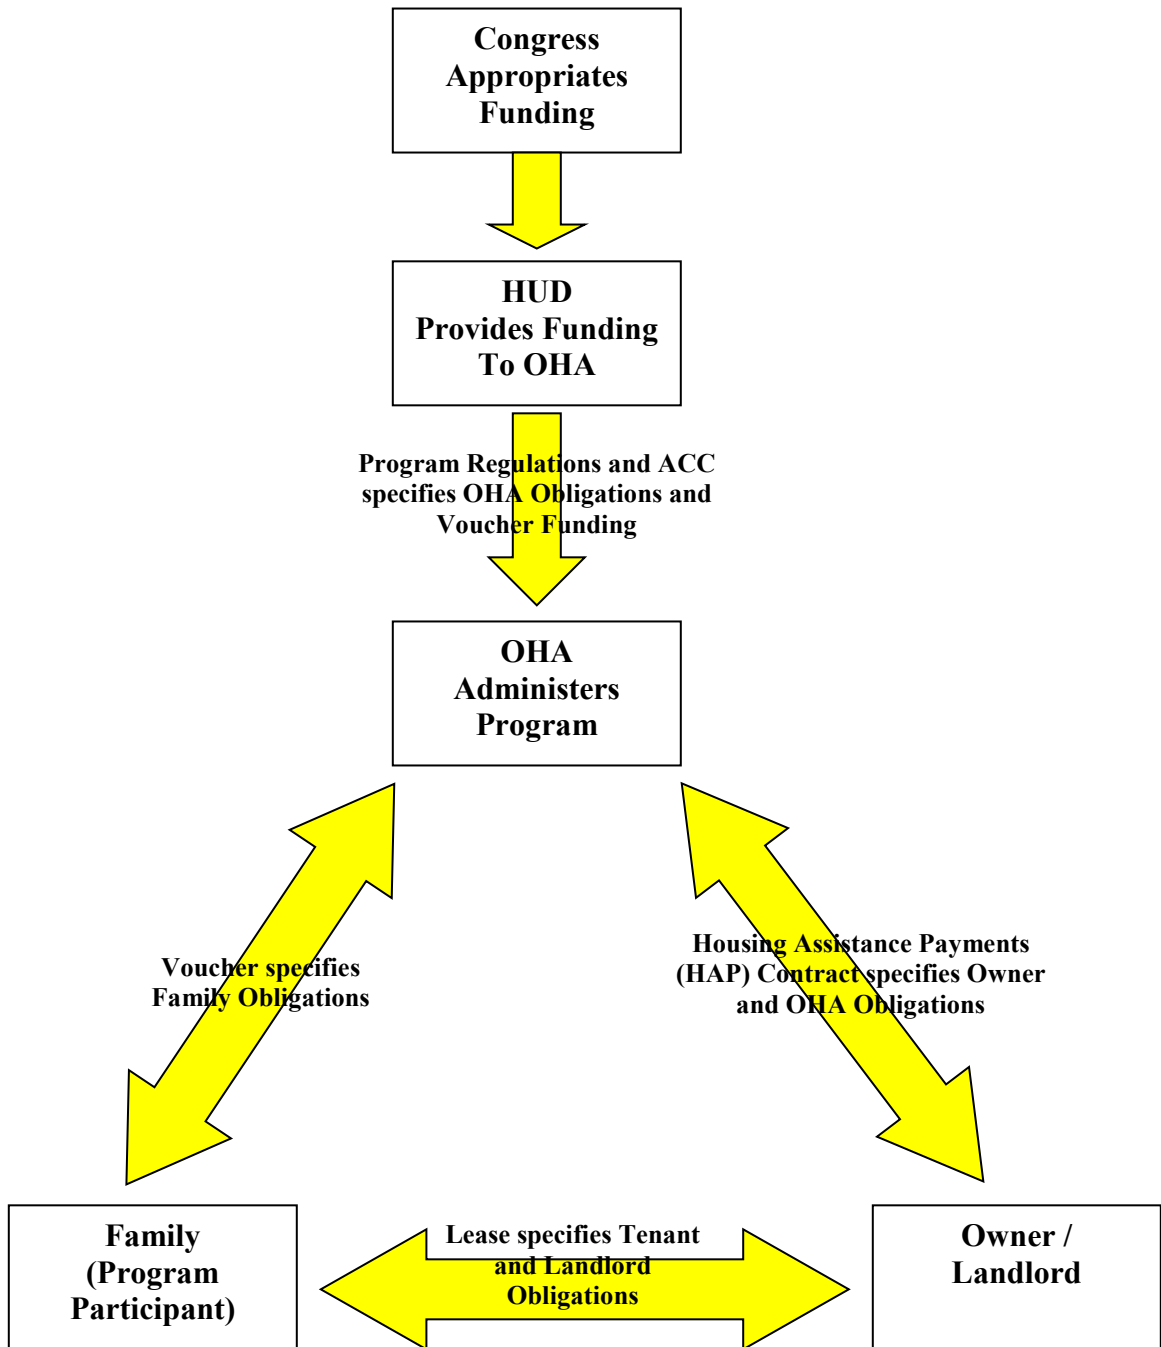 Congress
Appropriates
Funding
HUD
Provides Funding
To OHA
Program Regulations and ACC
specifies OHA Obligations and
Voucher Funding
OHA
Administers
Program
Voucher specifies
Family Obligations
Housing Assistance Payments
(HAP) Contract specifies Owner
and OHA Obligations
Family
(Program
Participant)
Lease specifies Tenant
and Landlord
Obligations
Owner /
Landlord